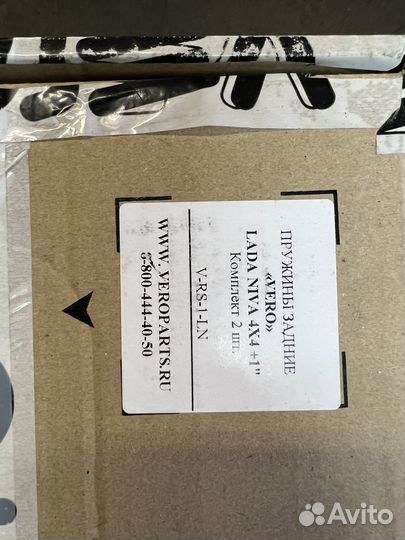 ПРУЖИНЫ ЗАДНИЕ
«VERO»
LADA NIVA 4X4 +1"
Комплект 2 шт.
V-RS-1-LN
WWW.VEROPARTS.RU
8-800-444-40-50
Avito